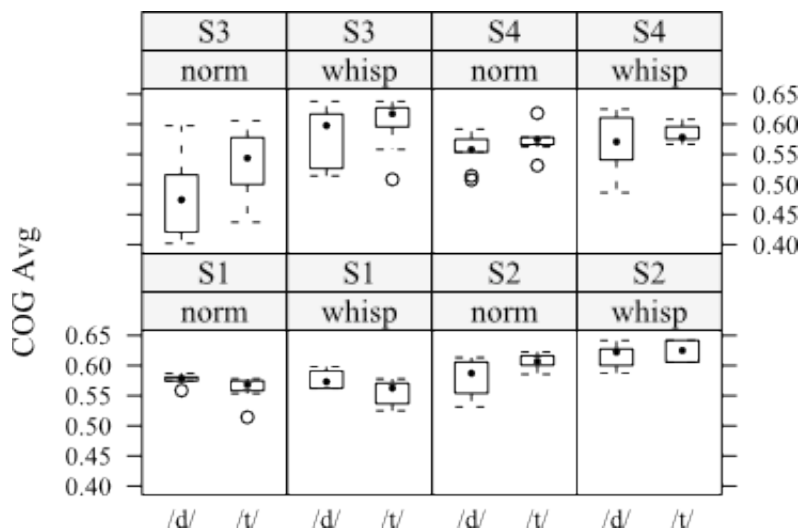 S3 S3 S4 S4
norm whisp norm whisp
0.65
0.60
0.55
0.50
0.45
0.40
COG Avg
S1 S1 S2 S2
norm whisp norm whisp
0.65
0.60
0.55
0.50
0.45
0.40
/d/ /t/ /d/ /t/ /d/ /t/ /d/ /t/